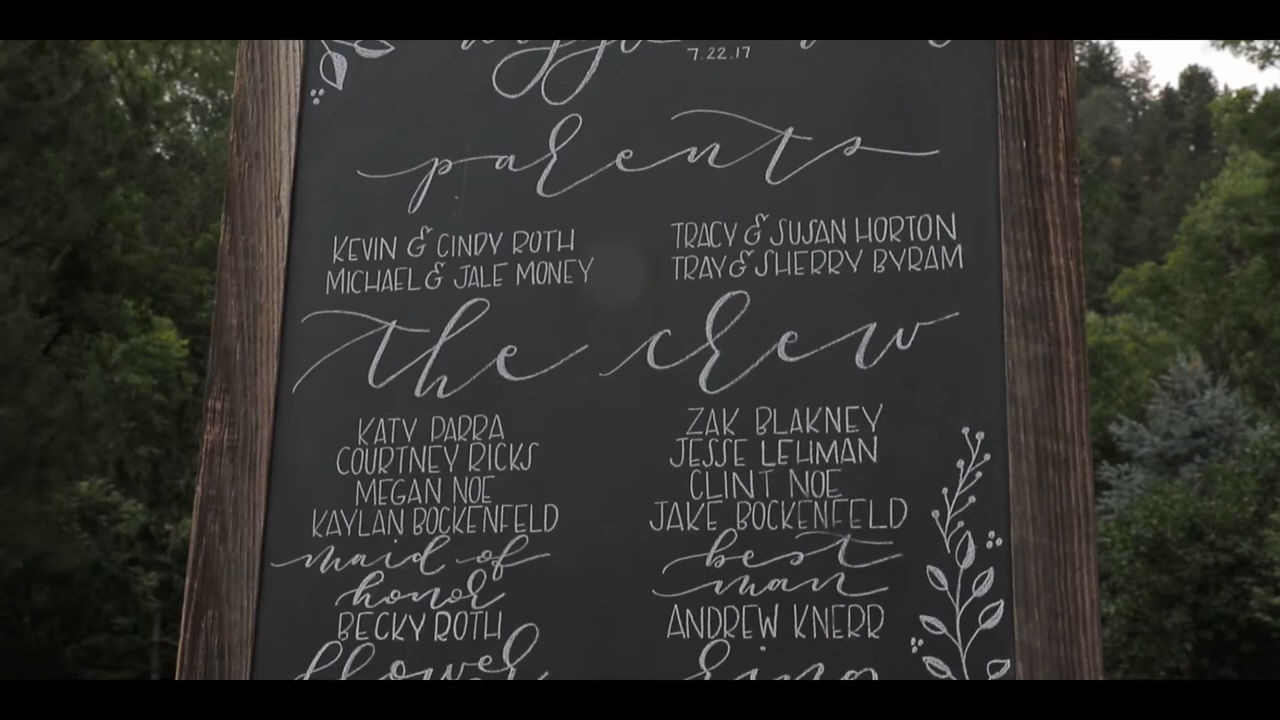 7.22.17
parents
KEVIN & CINDY ROTH
MICHAEL & JALE MONEY
TRACY & SUSAN HORTON
TRAY & SHERRY BYRAM
the crew
KATY PARRA
COURTNEY RICKS
MEGAN NOE
KAYLAN BOCKENFELD
maid of
honor
BECKY ROTH
flower
ZAK BLAKNEY
JESSE LEHMAN
CLINT NOE
JAKE BOCKENFELD
best
man
ANDREW KNERR
ring